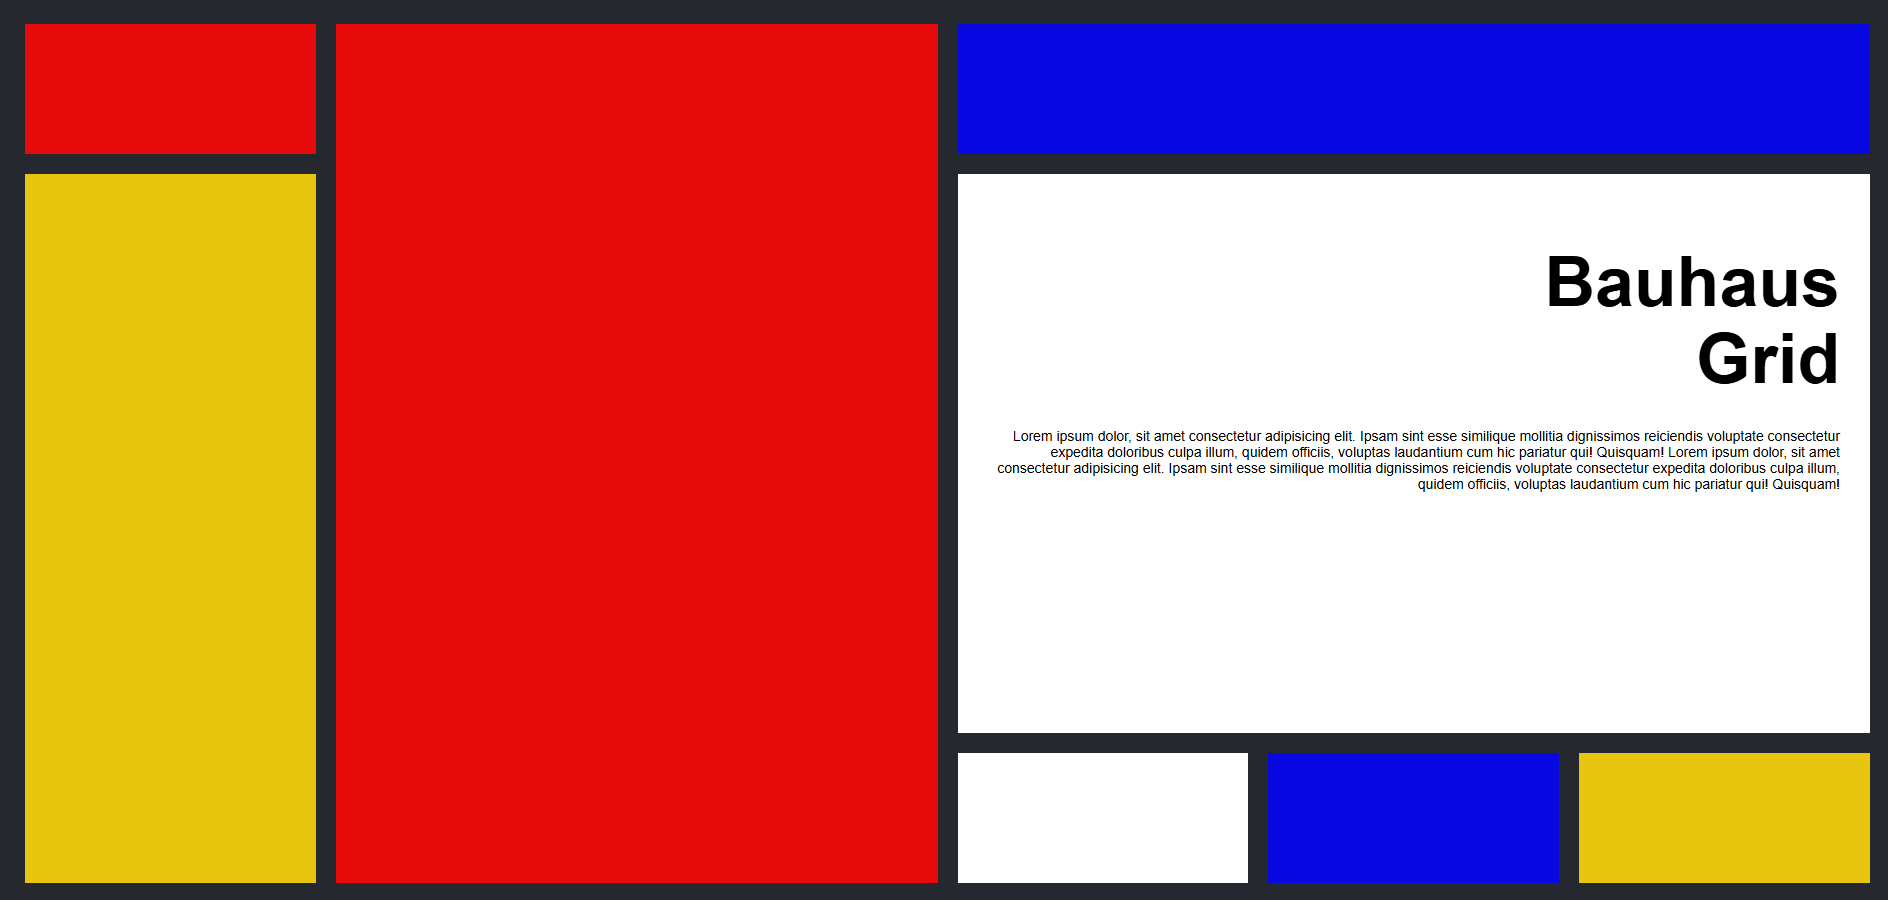 Bauhaus
Grid
Lorem ipsum dolor, sit amet consectetur adipisicing elit. Ipsam sint esse similique mollitia dignissimos reiciendis voluptate consectetur
expedita doloribus culpa illum, quidem officiis, voluptas laudantium cum hic pariatur qui! Quisquam! Lorem ipsum dolor, sit amet
consectetur adipisicing elit. Ipsam sint esse similique mollitia dignissimos reiciendis voluptate consectetur expedita doloribus culpa illum,
quidem officiis, voluptas laudantium cum hic pariatur qui! Quisquam!